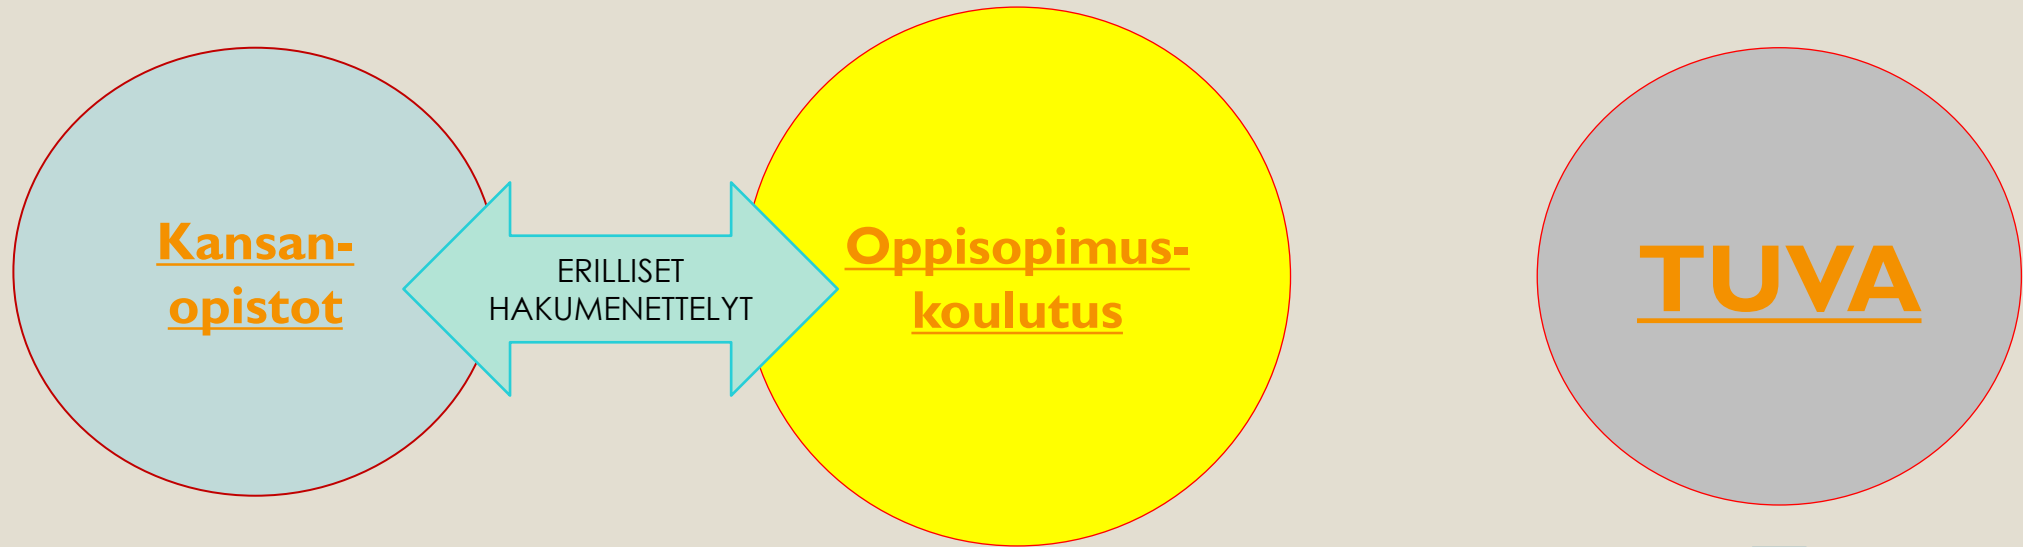 Kansan-
opistot
ERILLISET
HAKUMENETTELYT
Oppisopimus-
koulutus
TUVA